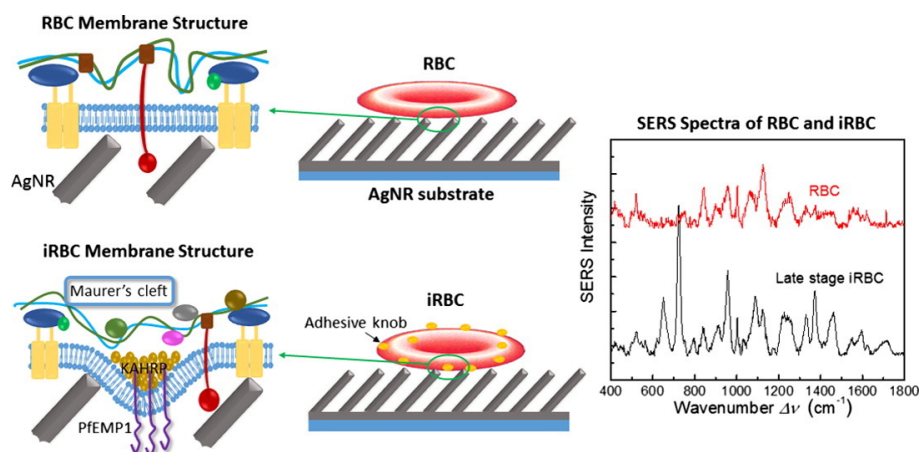 RBC Membrane Structure
AgNR
RBC
AgNR substrate
iRBC Membrane Structure
Maurer's cleft
KAHRP
PfEMP1
iRBC
Adhesive knob
SERS Spectra of RBC and iRBC
SERS Intensity
RBC
Late stage iRBC
400 600 800 1000 1200 1400 1600 1800
Wavenumber Δν (cm⁻¹)